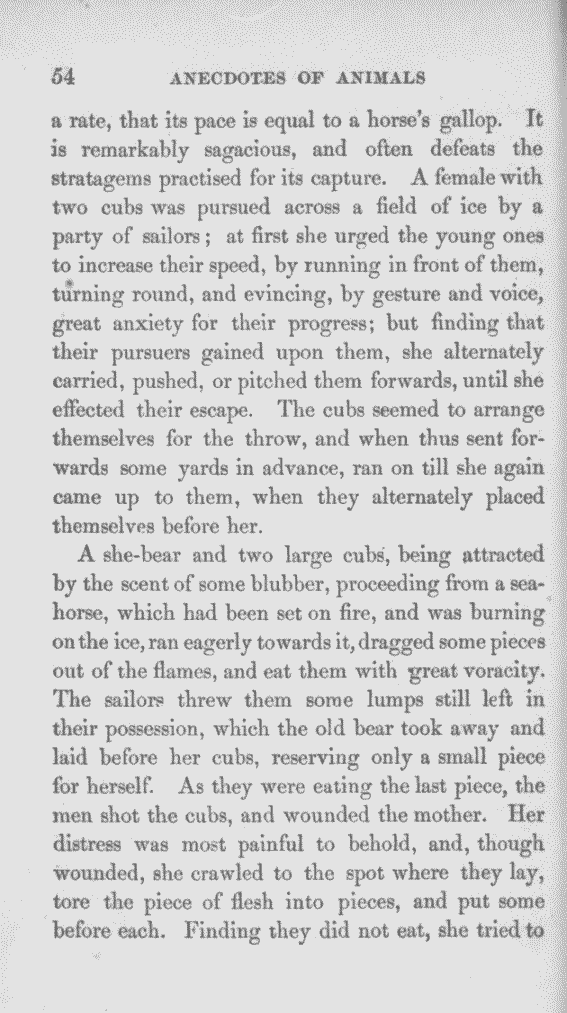 54 ANECDOTES OF ANIMALS
a rate, that its pace is equal to a horse's gallop. It
is remarkably sagacious, and often defeats the
stratagems practised for its capture. A female with
two cubs was pursued across a field of ice by a
party of sailors; at first she urged the young ones
to increase their speed, by running in front of them,
turning round, and evincing, by gesture and voice,
great anxiety for their progress; but finding that
their pursuers gained upon them, she alternately
carried, pushed, or pitched them forwards, until she
effected their escape. The cubs seemed to arrange
themselves for the throw, and when thus sent for-
wards some yards in advance, ran on till she again
came up to them, when they alternately placed
themselves before her.
A she-bear and two large cubs, being attracted
by the scent of some blubber, proceeding from a sea-
horse, which had been set on fire, and was burning
on the ice, ran eagerly towards it, dragged some pieces
out of the flames, and eat them with great voracity.
The sailors threw them some lumps still left in
their possession, which the old bear took away and
laid before her cubs, reserving only a small piece
for herself. As they were eating the last piece, the
men shot the cubs, and wounded the mother. Her
distress was most painful to behold, and, though
wounded, she crawled to the spot where they lay,
tore the piece of flesh into pieces, and put some
before each. Finding they did not eat, she tried to